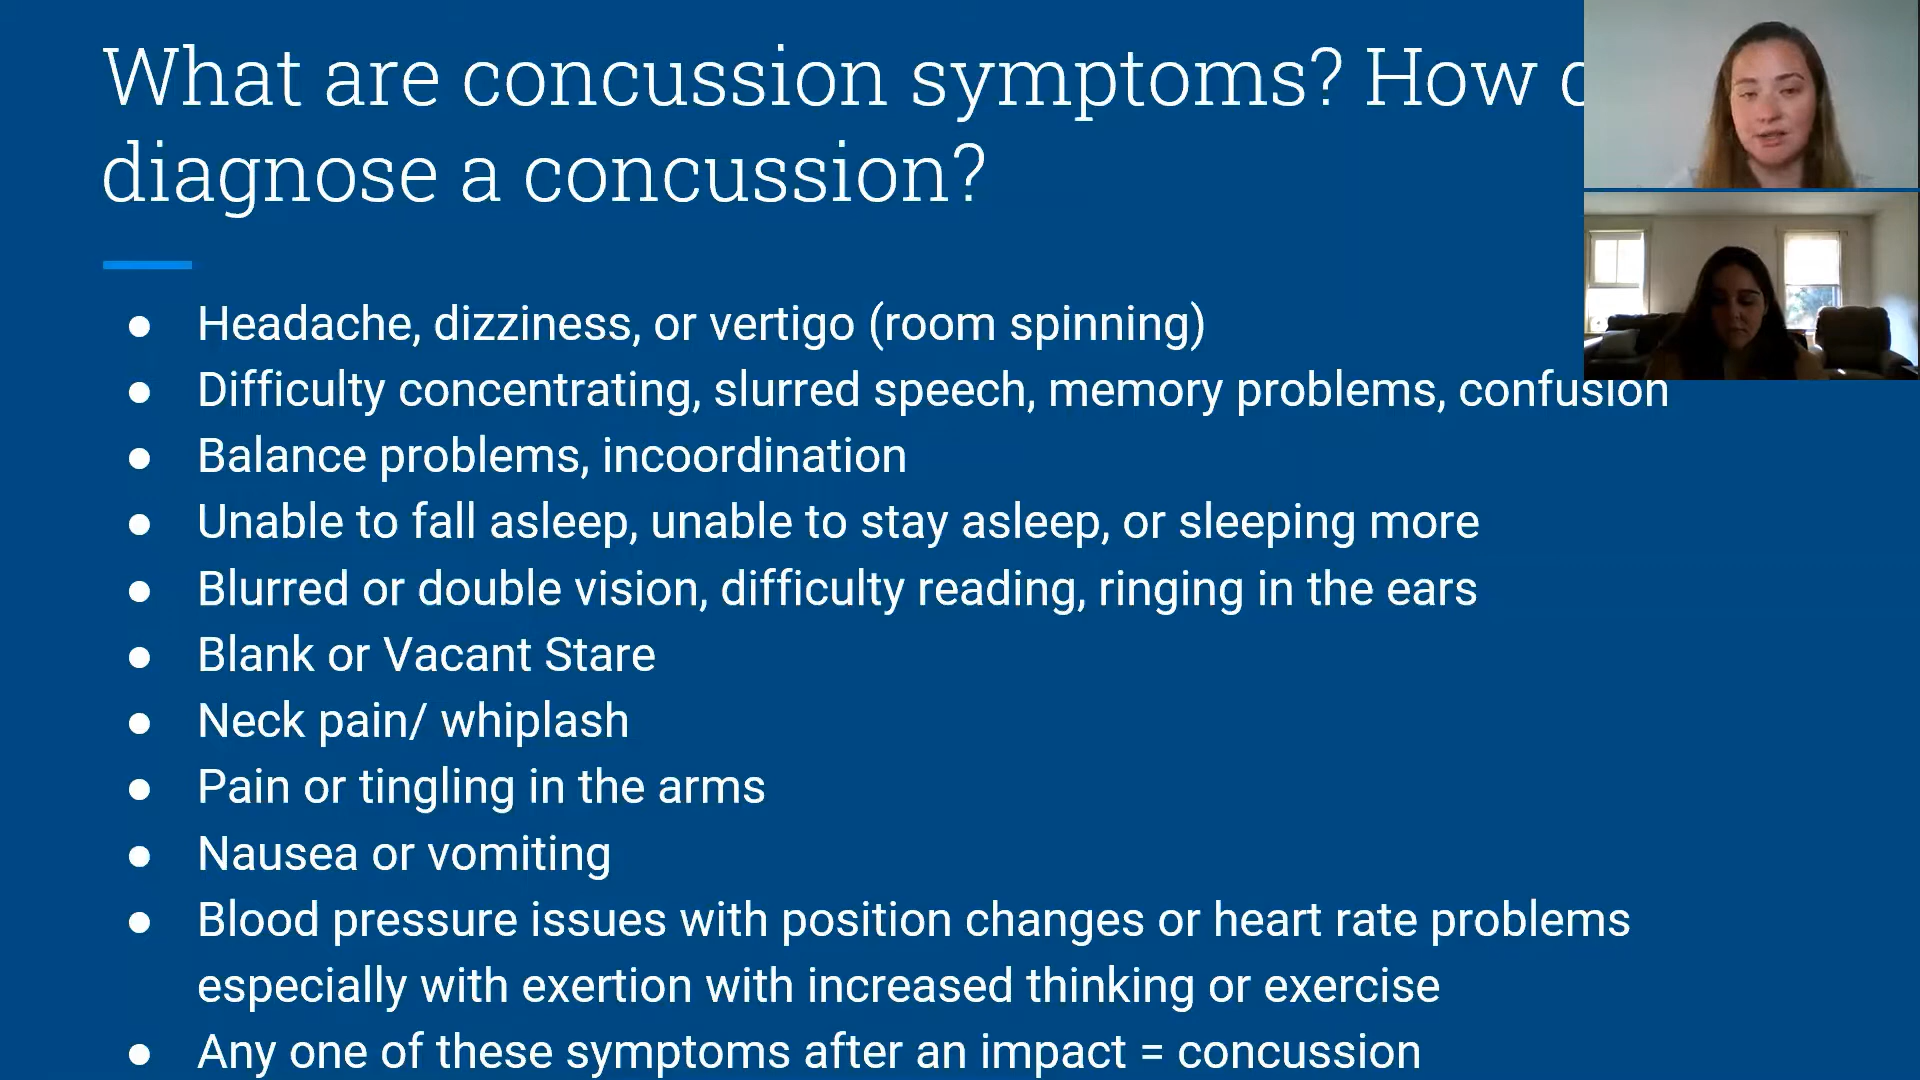 What are concussion symptoms? How
diagnose a concussion?
● Headache, dizziness, or vertigo (room spinning)
● Difficulty concentrating, slurred speech, memory problems, confusion
● Balance problems, incoordination
● Unable to fall asleep, unable to stay asleep, or sleeping more
● Blurred or double vision, difficulty reading, ringing in the ears
● Blank or Vacant Stare
● Neck pain/ whiplash
● Pain or tingling in the arms
● Nausea or vomiting
● Blood pressure issues with position changes or heart rate problems
especially with exertion with increased thinking or exercise
● Any one of these symptoms after an impact = concussion